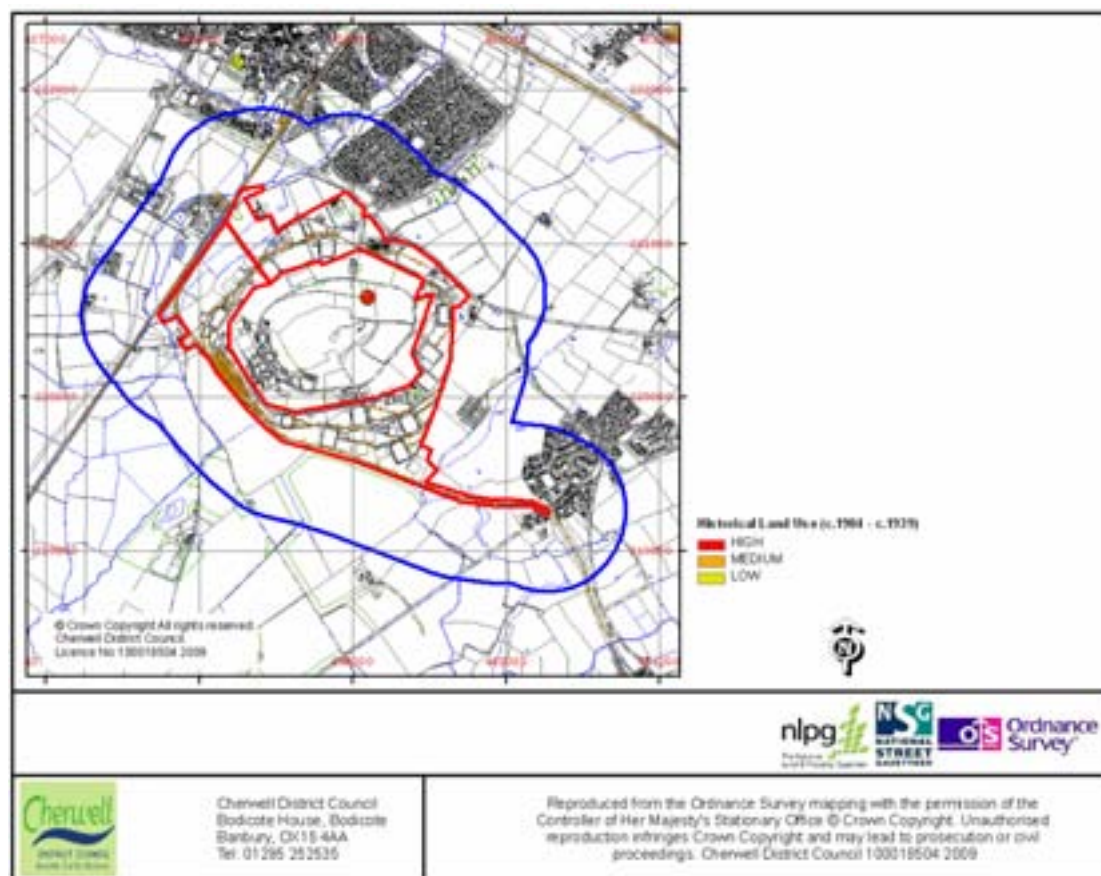 © Crown Copyright All rights reserved
Cherwell District Council
Licence No 100018504 2009
Historical Land Use (c.1904 - c.1939)
HIGH
MEDIUM
LOW
N
nlpg
NSG
NATIONAL
STREET
GAZETTEER
OS Ordnance
Survey
Cherwell
DISTRICT COUNCIL
Cherwell District Council
Bodicote House, Bodicote
Banbury, OX15 4AA
Tel. 01295 252535
Reproduced from the Ordnance Survey mapping with the permission of the
Controller of Her Majesty's Stationary Office © Crown Copyright. Unauthorised
reproduction infringes Crown Copyright and may lead to prosecution or civil
proceedings. Cherwell District Council 100018504 2009